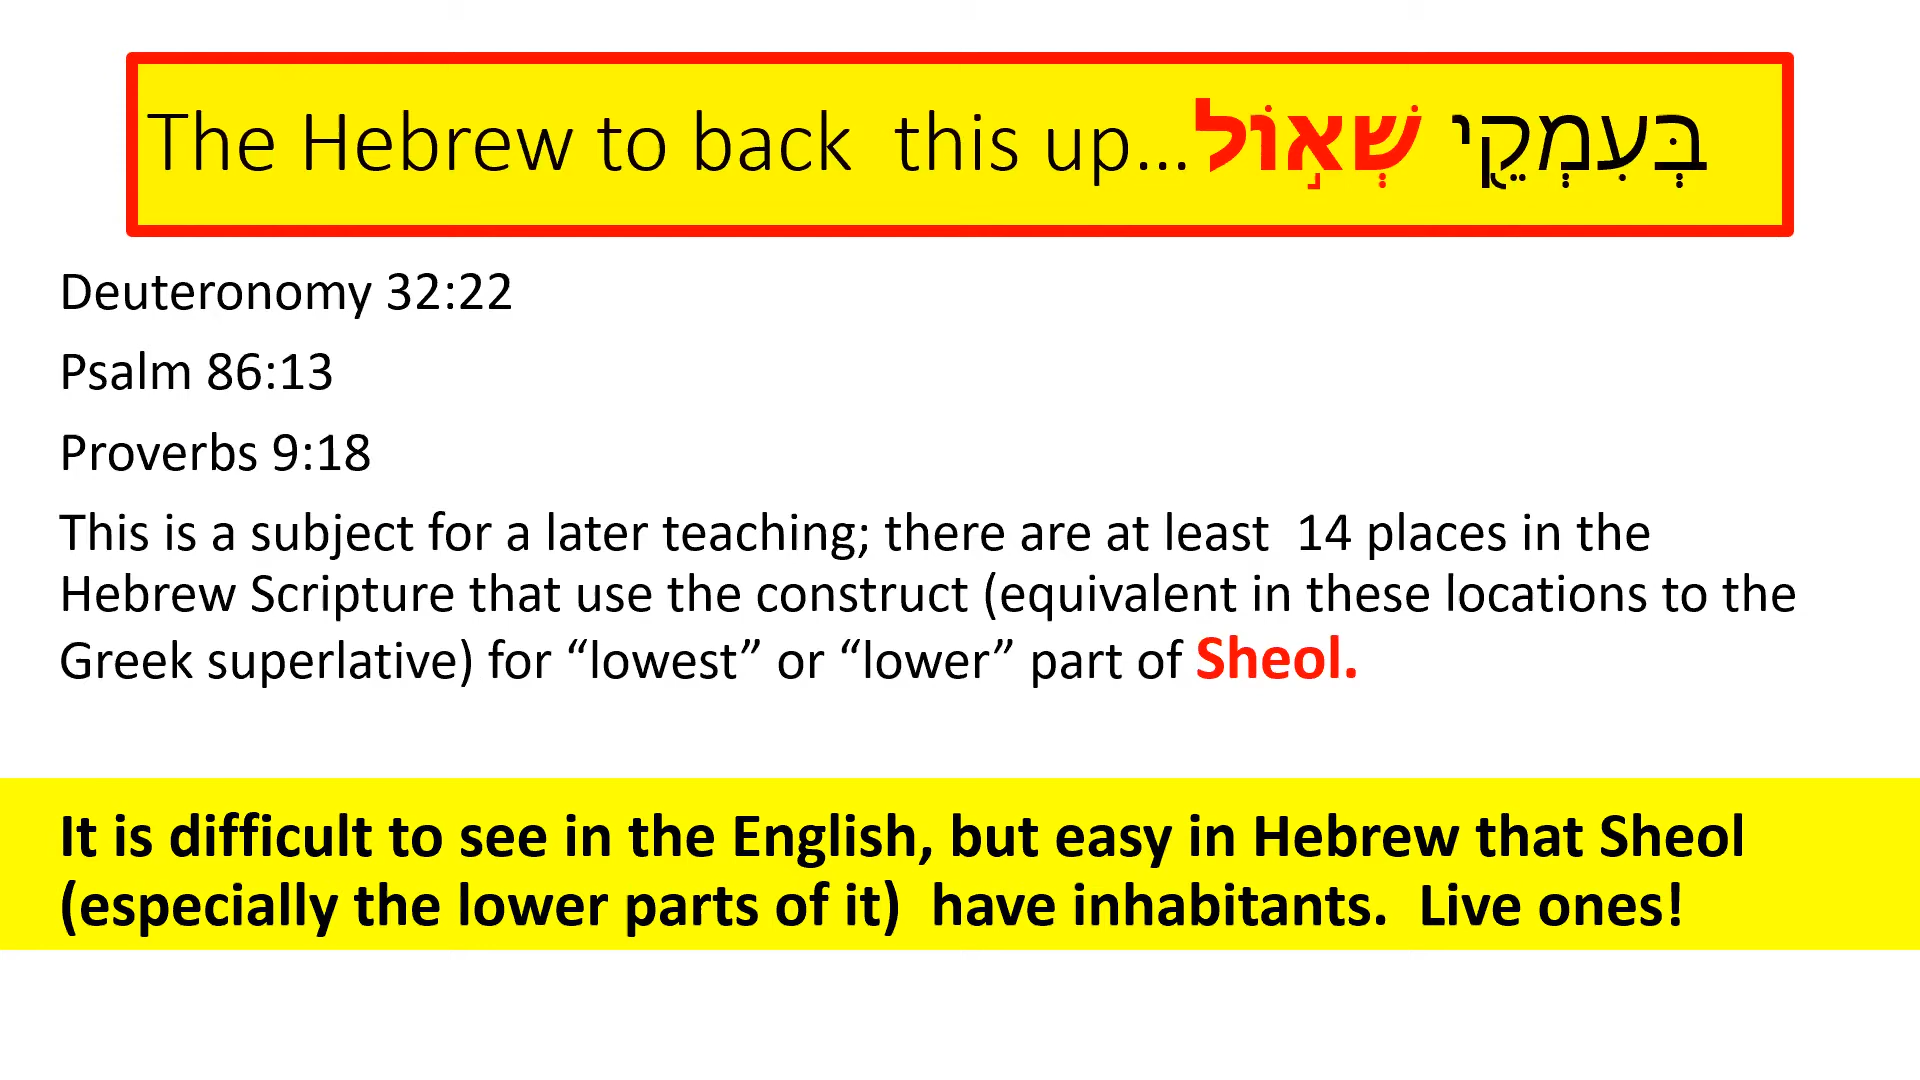 The Hebrew to back  this up…בְּעִמְקֵ֖י שְׁא֣וֹל
Deuteronomy 32:22
Psalm 86:13
Proverbs 9:18
This is a subject for a later teaching; there are at least  14 places in the
Hebrew Scripture that use the construct (equivalent in these locations to the
Greek superlative) for “lowest” or “lower” part of Sheol.
It is difficult to see in the English, but easy in Hebrew that Sheol
(especially the lower parts of it)  have inhabitants.  Live ones!